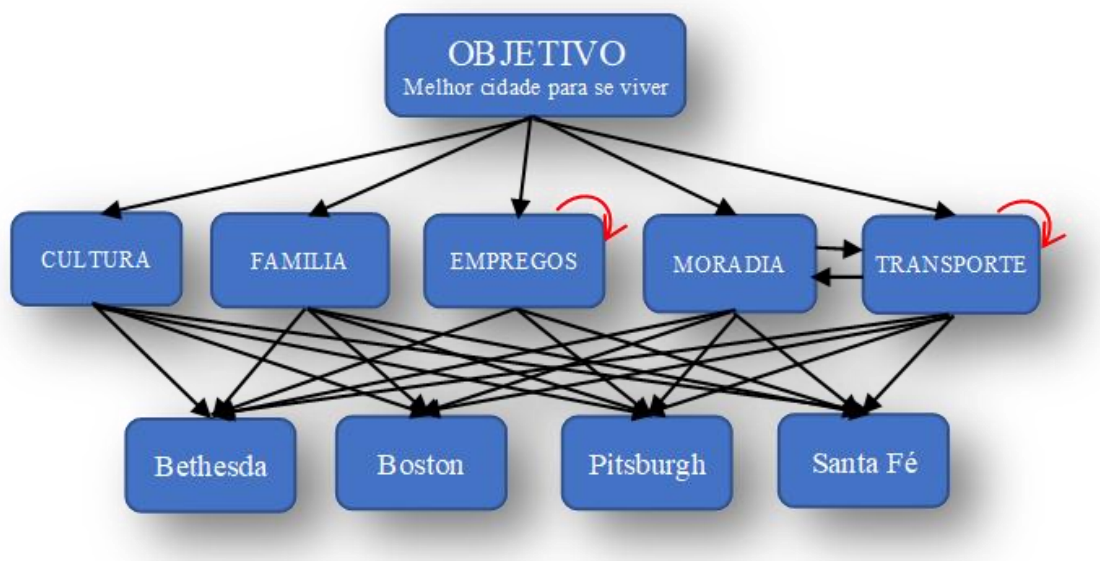 OBJETIVO
Melhor cidade para se viver
CULTURA
FAMILIA
EMPREGOS
MORADIA
TRANSPORTE
Bethesda
Boston
Pitsburgh
Santa Fé